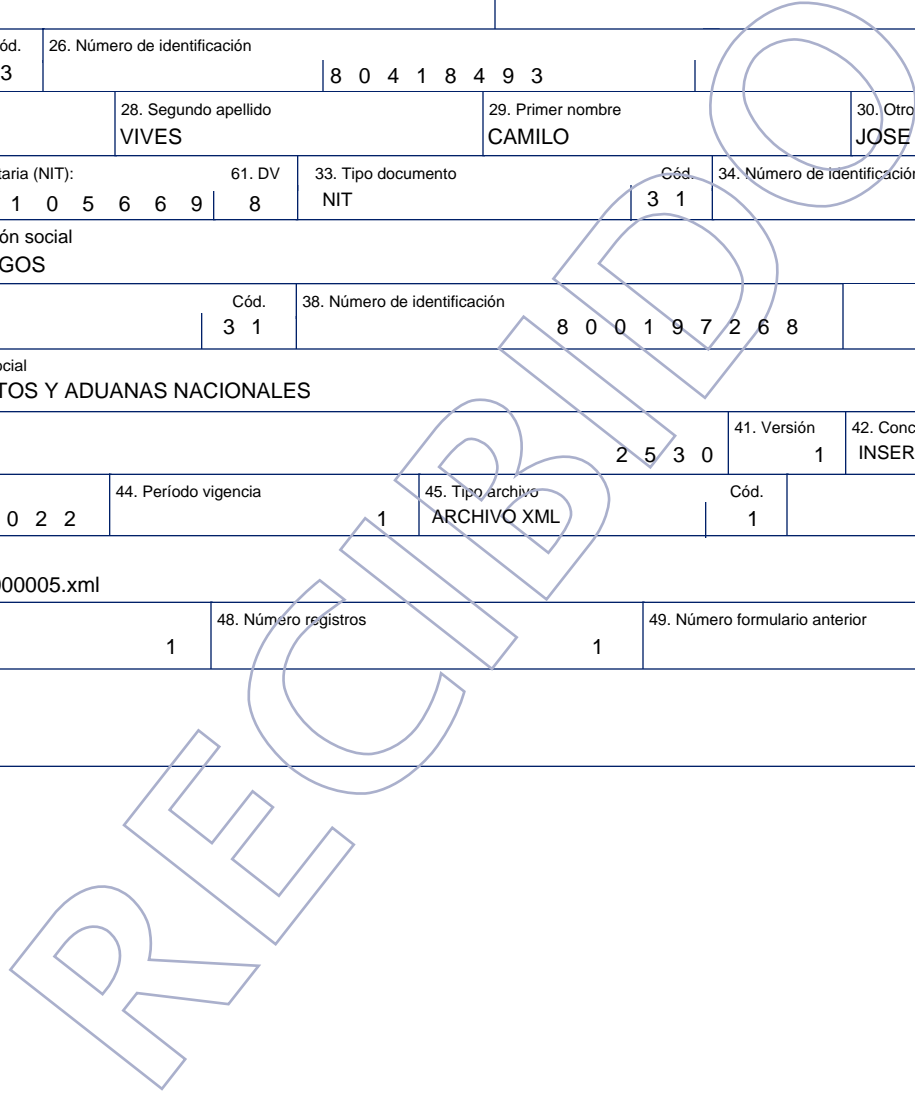 ód. 26. Número de identificación
3 8 0 4 1 8 4 9 3
28. Segundo apellido 29. Primer nombre 30. Otro
VIVES CAMILO JOSE
taria (NIT): 61. DV 33. Tipo documento Cód. 34. Número de identificación
1 0 5 6 6 9 8 NIT 3 1
ón social
GOS
Cód. 38. Número de identificación
3 1 8 0 0 1 9 7 2 6 8
ocial
TOS Y ADUANAS NACIONALES
41. Versión 42. Conc
2 5 3 0 1 INSER
44. Período vigencia 45. Tipo archivo Cód.
0 2 2 1 ARCHIVO XML 1
000005.xml
48. Número registros 49. Número formulario anterior
1 1
RECIBIDO